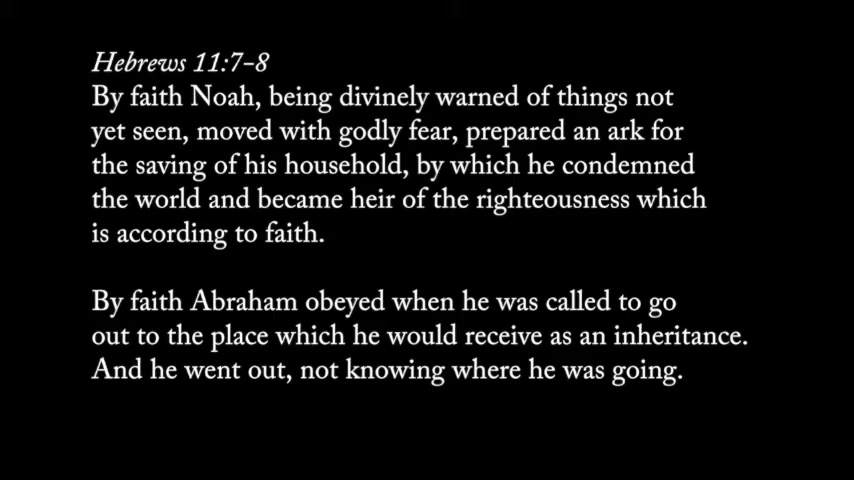 Hebrews 11:7-8
By faith Noah, being divinely warned of things not
yet seen, moved with godly fear, prepared an ark for
the saving of his household, by which he condemned
the world and became heir of the righteousness which
is according to faith.
By faith Abraham obeyed when he was called to go
out to the place which he would receive as an inheritance.
And he went out, not knowing where he was going.